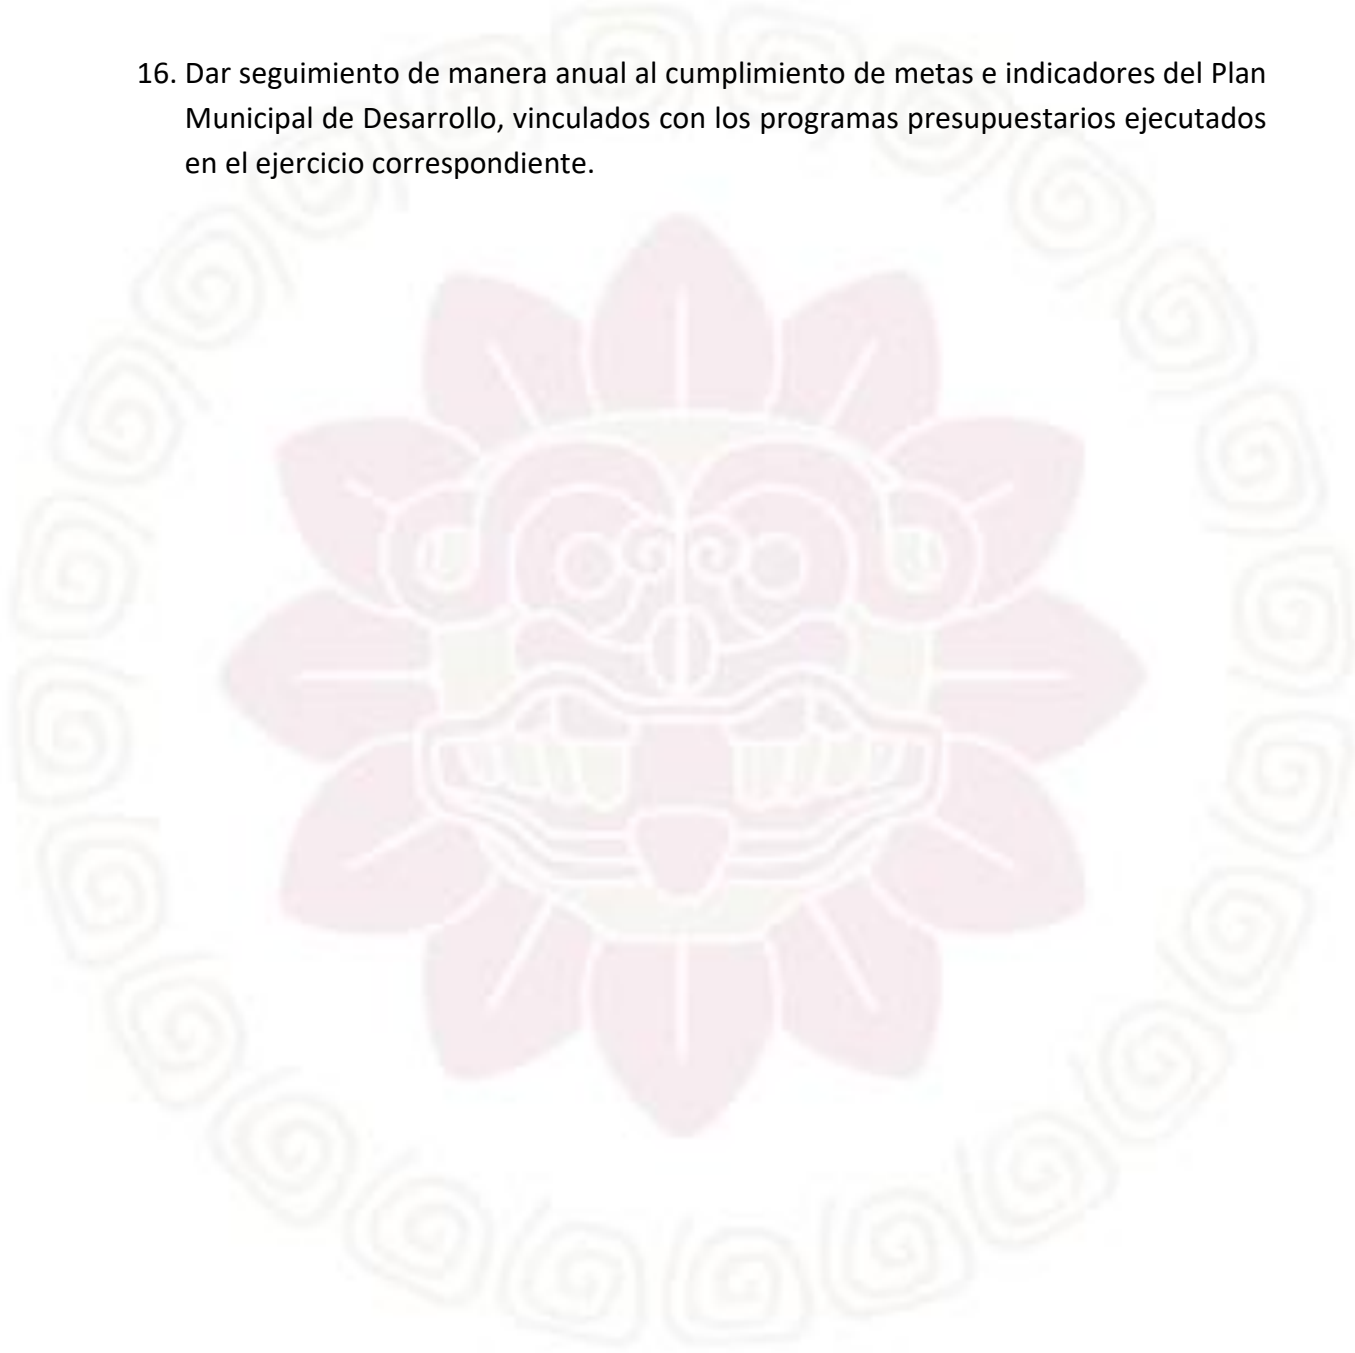 16. Dar seguimiento de manera anual al cumplimiento de metas e indicadores del Plan
Municipal de Desarrollo, vinculados con los programas presupuestarios ejecutados
en el ejercicio correspondiente.